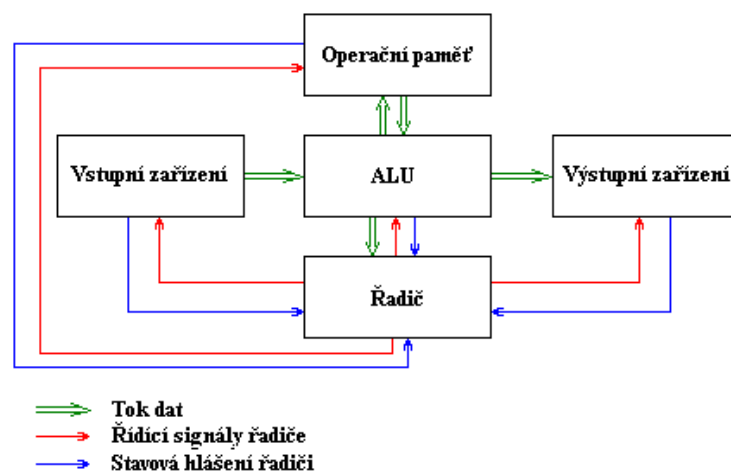 Operační paměť
Vstupní zařízení
ALU
Výstupní zařízení
Řadič
Tok dat
Řídící signály řadiče
Stavová hlášení řadiči